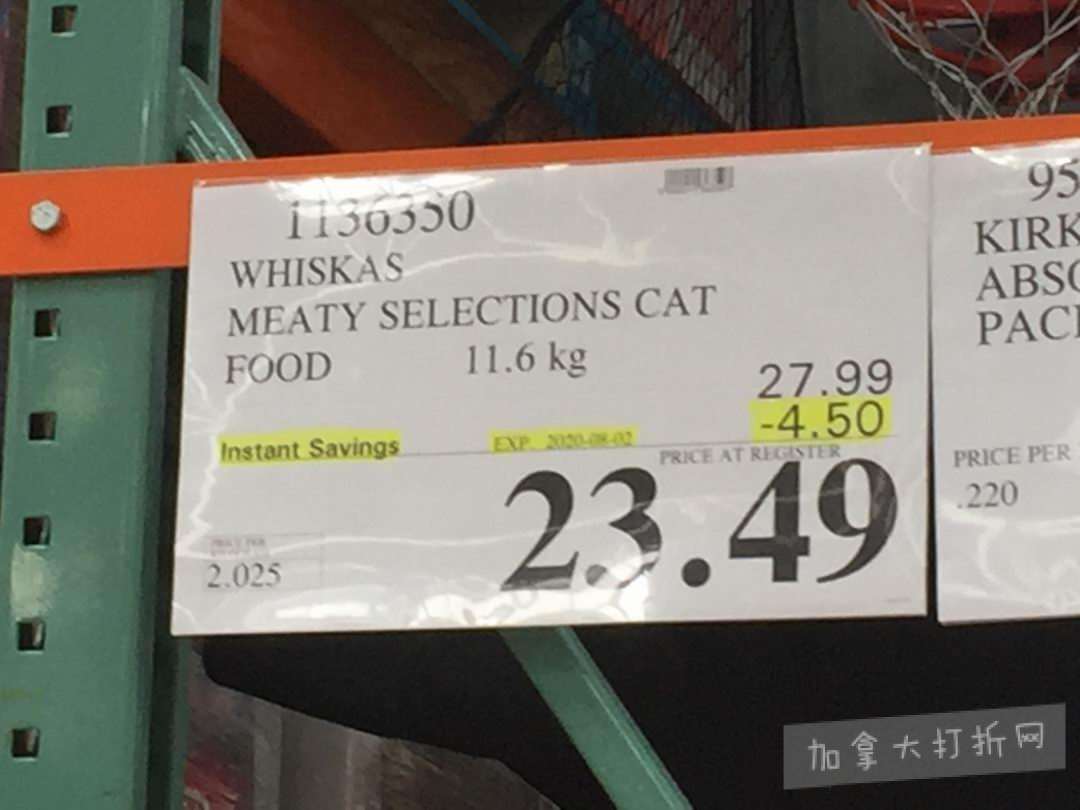 1136350
WHISKAS
MEATY SELECTIONS CAT
FOOD 11.6 kg
27.99
Instant Savings EXP. 2020-08-02 -4.50
PRICE AT REGISTER
23.49
2.025
95
KIRK
ABSO
PACK
PRICE PER
.220
加拿大打折网